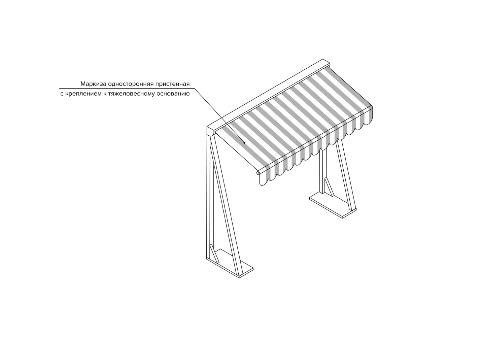 Маркиза односторонняя пристенная
с креплением к тяжеловесному основанию